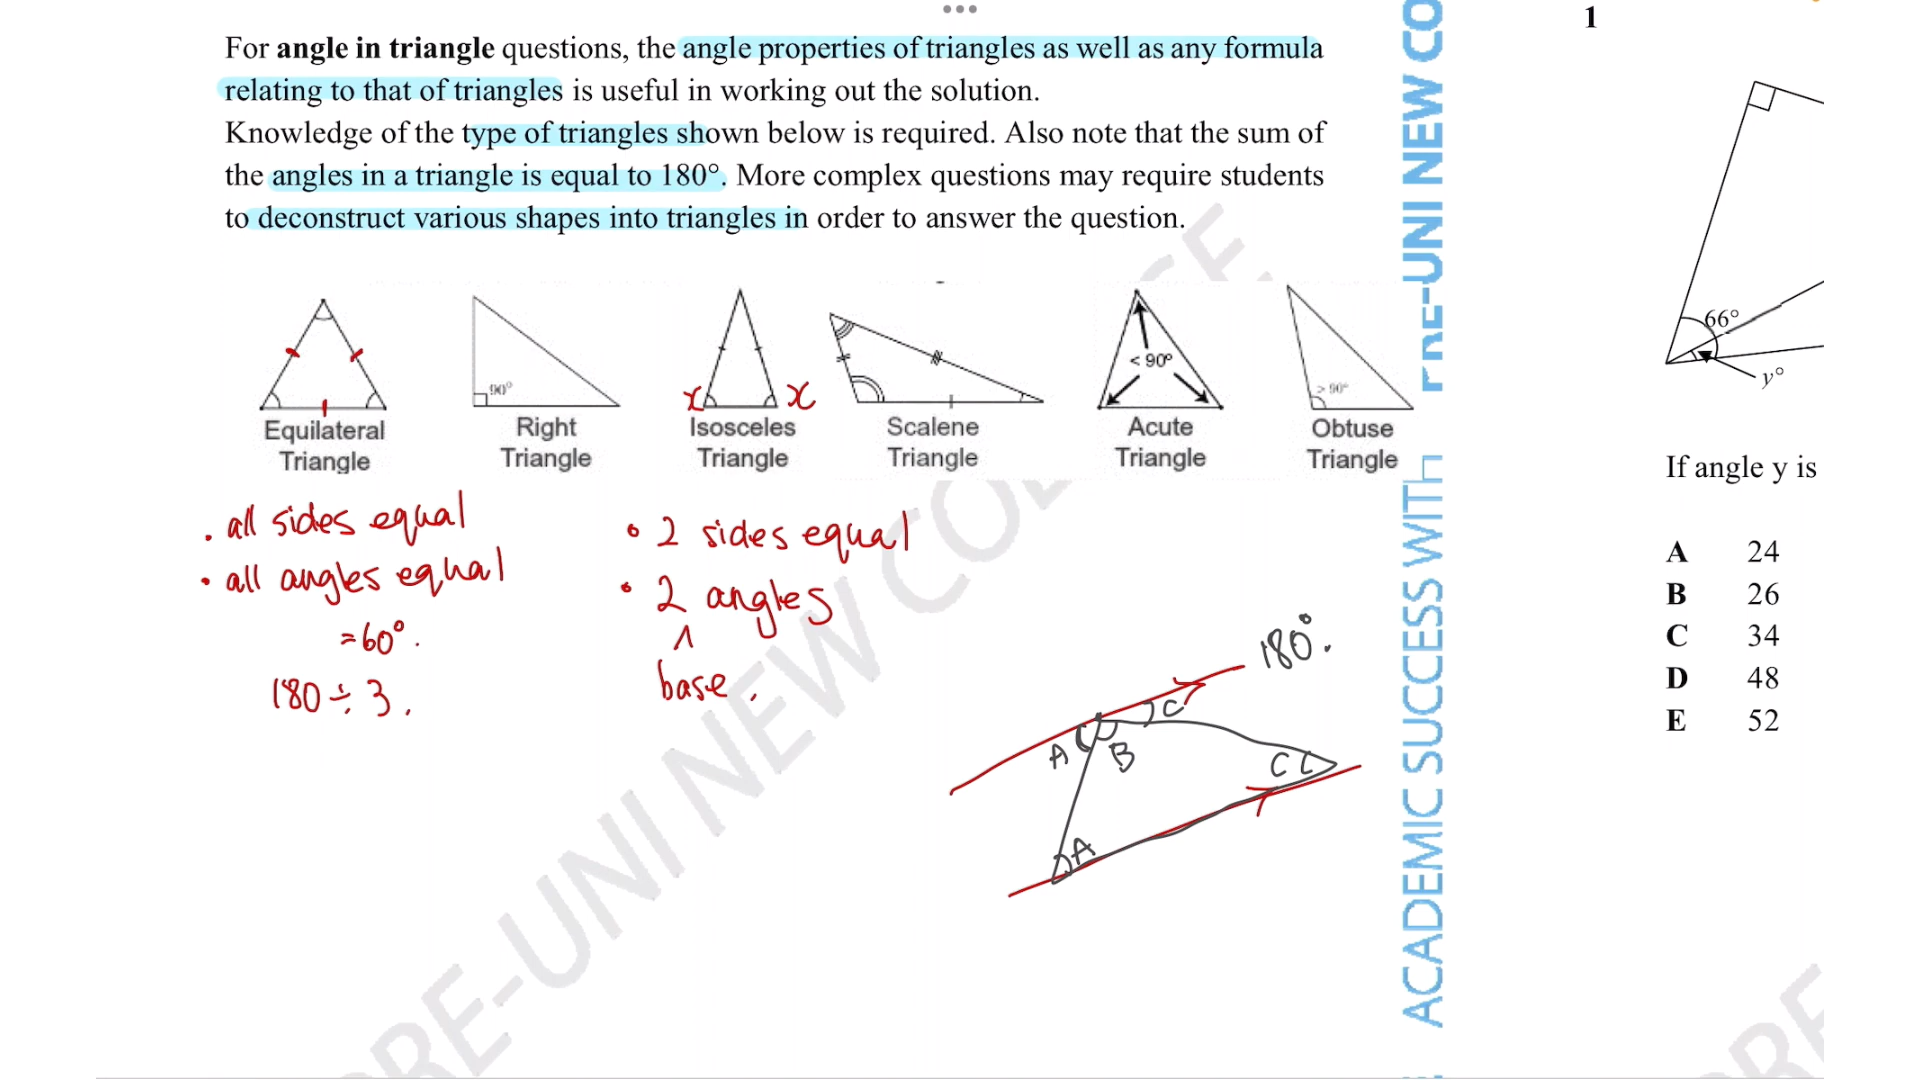 For angle in triangle questions, the angle properties of triangles as well as any formula
relating to that of triangles is useful in working out the solution.
Knowledge of the type of triangles shown below is required. Also note that the sum of
the angles in a triangle is equal to 180°. More complex questions may require students
to deconstruct various shapes into triangles in order to answer the question.
90°
x x
< 90°
> 90°
Equilateral
Triangle
Right
Triangle
Isosceles
Triangle
Scalene
Triangle
Acute
Triangle
Obtuse
Triangle
• all sides equal
• all angles equal
= 60°.
180 ÷ 3.
• 2 sides equal
• 2 angles
^
base.
180°.
A B C
C
A
PRE-UNI NEW CO
ACADEMIC SUCCESS WITH
PRE-UNI NEW COLLEGE
1
66°
y°
If angle y is
A 24
B 26
C 34
D 48
E 52